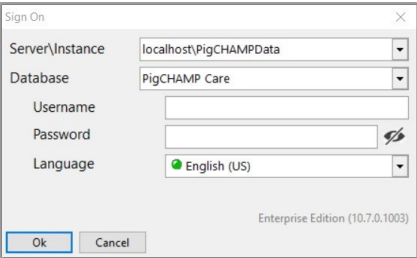 Sign On
Server\Instance localhost\PigCHAMPData
Database PigCHAMP Care
Username
Password
Language English (US)
Enterprise Edition (10.7.0.1003)
Ok Cancel